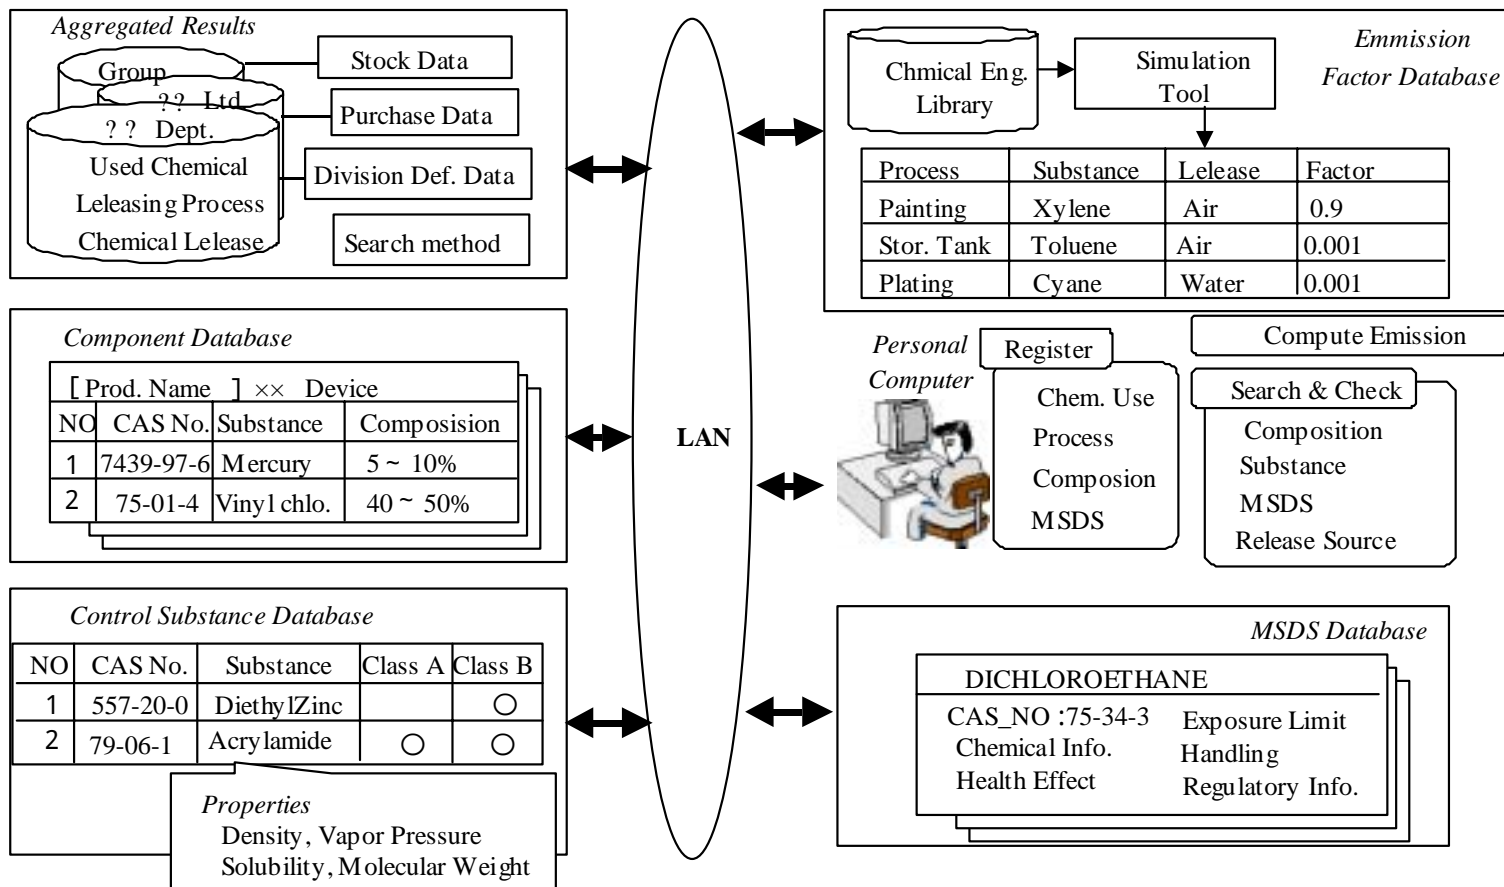 Aggregated Results
Group
?? Ltd
?? Dept.
Used Chemical
Leleasing Process
Chemical Lelease
Stock Data
Purchase Data
Division Def. Data
Search method
Component Database
[Prod. Name ] ×× Device
NO CAS No. Substance Composision
1 7439-97-6 Mercury 5~10%
2 75-01-4 Vinyl chlo. 40~50%
Control Substance Database
NO CAS No. Substance Class A Class B
1 557-20-0 DiethylZinc ○
2 79-06-1 Acrylamide ○ ○
Properties
Density, Vapor Pressure
Solubility, Molecular Weight
LAN
Emmission
Factor Database
Chmical Eng.
Library
Simulation
Tool
Process Substance Lelease Factor
Painting Xylene Air 0.9
Stor. Tank Toluene Air 0.001
Plating Cyane Water 0.001
Personal
Computer
Register
Chem. Use
Process
Composion
MSDS
Compute Emission
Search & Check
Composition
Substance
MSDS
Release Source
MSDS Database
DICHLOROETHANE
CAS_NO :75-34-3
Chemical Info.
Health Effect
Exposure Limit
Handling
Regulatory Info.